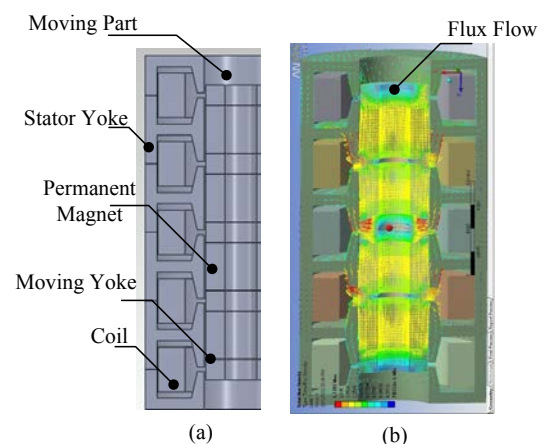 Moving Part
Flux Flow
Stator Yoke
Permanent
Magnet
Moving Yoke
Coil
(a)
(b)